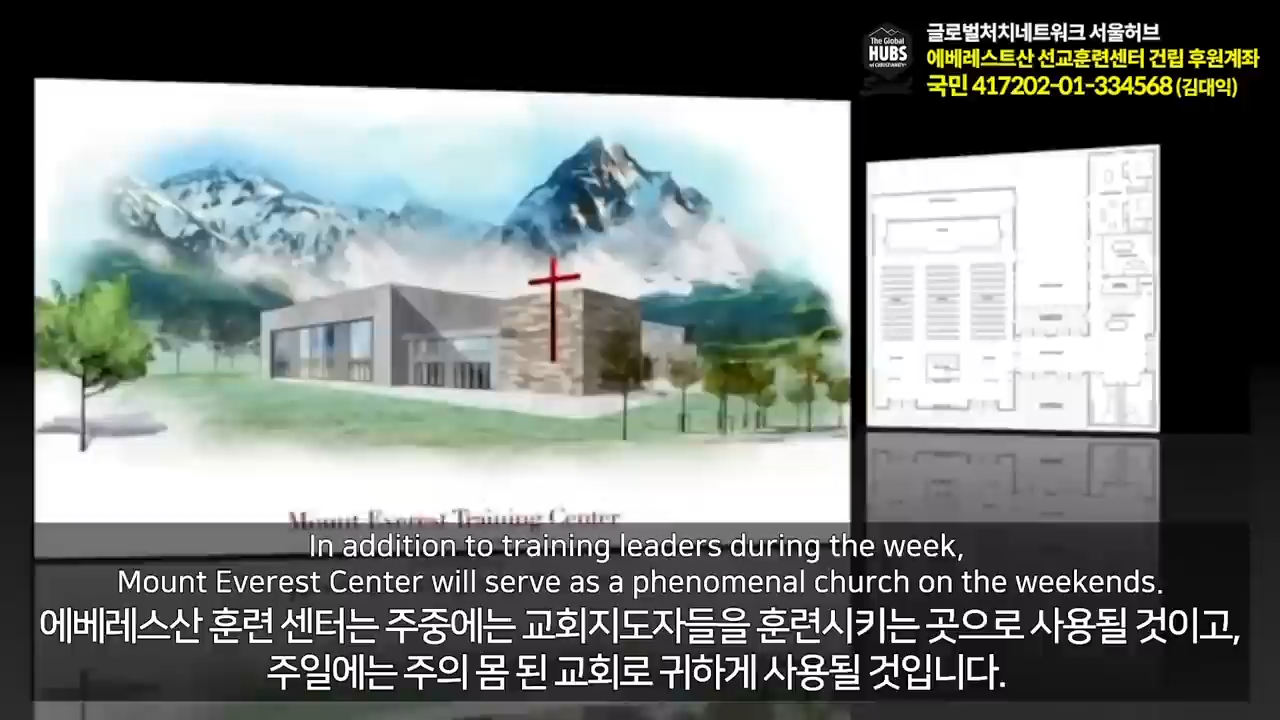 The Global
HUBS
of CHRISTIANITY
글로벌처치네트워크 서울허브
에베레스트산 선교훈련센터 건립 후원계좌
국민 417202-01-334568 (김대익)
Mount Everest Training Center
In addition to training leaders during the week,
Mount Everest Center will serve as a phenomenal church on the weekends.
에베레스산 훈련 센터는 주중에는 교회지도자들을 훈련시키는 곳으로 사용될 것이고,
주일에는 주의 몸 된 교회로 귀하게 사용될 것입니다.